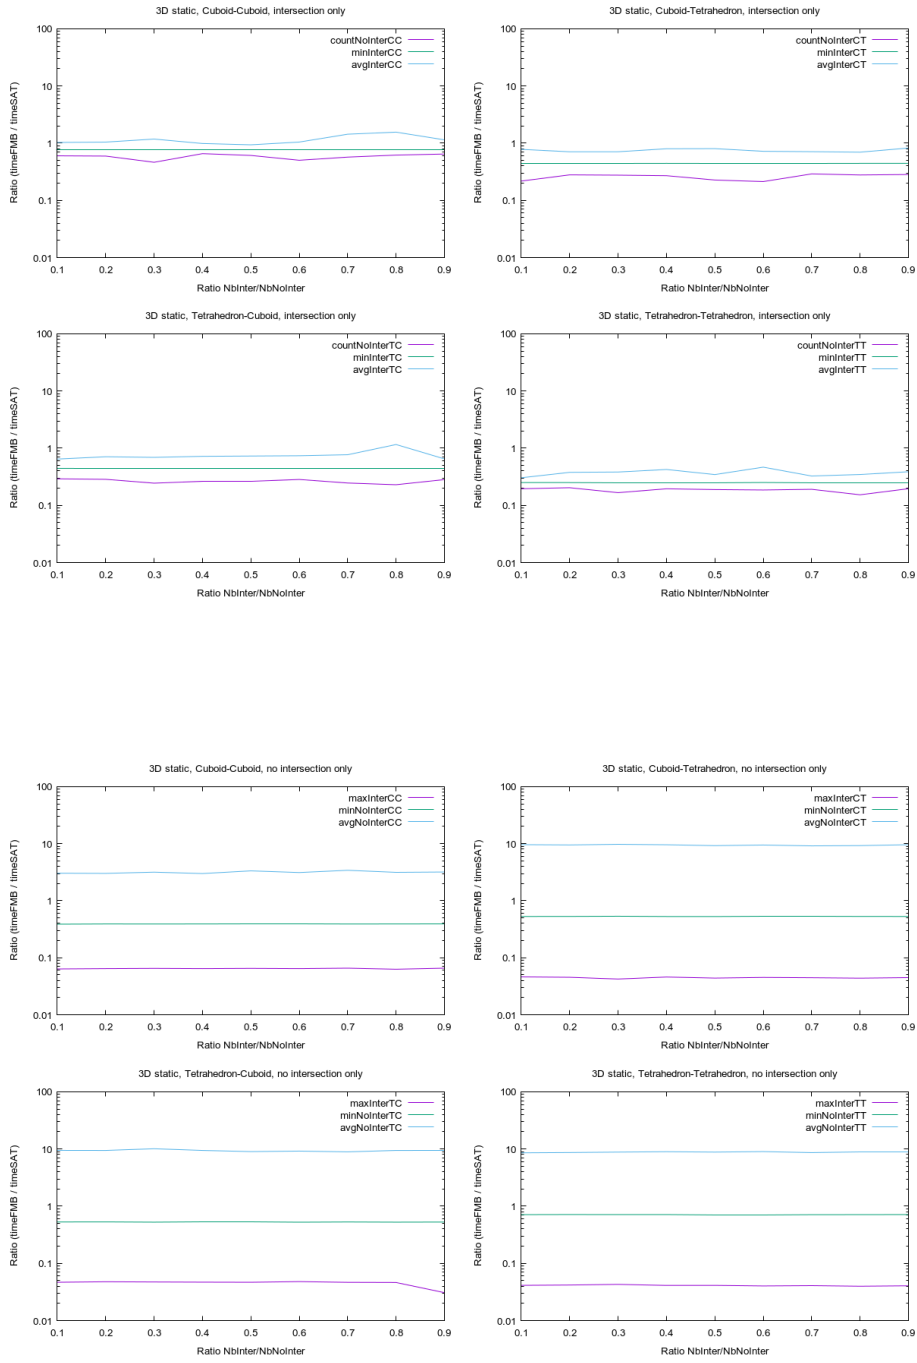 3D static, Cuboid-Cuboid, intersection only
100
10
1
0.1
0.01
Ratio (timeFMB / timeSAT)
countNoInterCC
minInterCC
avgInterCC
0.1 0.2 0.3 0.4 0.5 0.6 0.7 0.8 0.9
Ratio NbInter/NbNoInter
3D static, Cuboid-Tetrahedron, intersection only
100
10
1
0.1
0.01
Ratio (timeFMB / timeSAT)
countNoInterCT
minInterCT
avgInterCT
0.1 0.2 0.3 0.4 0.5 0.6 0.7 0.8 0.9
Ratio NbInter/NbNoInter
3D static, Tetrahedron-Cuboid, intersection only
100
10
1
0.1
0.01
Ratio (timeFMB / timeSAT)
countNoInterTC
minInterTC
avgInterTC
0.1 0.2 0.3 0.4 0.5 0.6 0.7 0.8 0.9
Ratio NbInter/NbNoInter
3D static, Tetrahedron-Tetrahedron, intersection only
100
10
1
0.1
0.01
Ratio (timeFMB / timeSAT)
countNoInterTT
minInterTT
avgInterTT
0.1 0.2 0.3 0.4 0.5 0.6 0.7 0.8 0.9
Ratio NbInter/NbNoInter
3D static, Cuboid-Cuboid, no intersection only
100
10
1
0.1
0.01
Ratio (timeFMB / timeSAT)
maxInterCC
minNoInterCC
avgNoInterCC
0.1 0.2 0.3 0.4 0.5 0.6 0.7 0.8 0.9
Ratio NbInter/NbNoInter
3D static, Cuboid-Tetrahedron, no intersection only
100
10
1
0.1
0.01
Ratio (timeFMB / timeSAT)
maxInterCT
minNoInterCT
avgNoInterCT
0.1 0.2 0.3 0.4 0.5 0.6 0.7 0.8 0.9
Ratio NbInter/NbNoInter
3D static, Tetrahedron-Cuboid, no intersection only
100
10
1
0.1
0.01
Ratio (timeFMB / timeSAT)
maxInterTC
minNoInterTC
avgNoInterTC
0.1 0.2 0.3 0.4 0.5 0.6 0.7 0.8 0.9
Ratio NbInter/NbNoInter
3D static, Tetrahedron-Tetrahedron, no intersection only
100
10
1
0.1
0.01
Ratio (timeFMB / timeSAT)
maxInterTT
minNoInterTT
avgNoInterTT
0.1 0.2 0.3 0.4 0.5 0.6 0.7 0.8 0.9
Ratio NbInter/NbNoInter